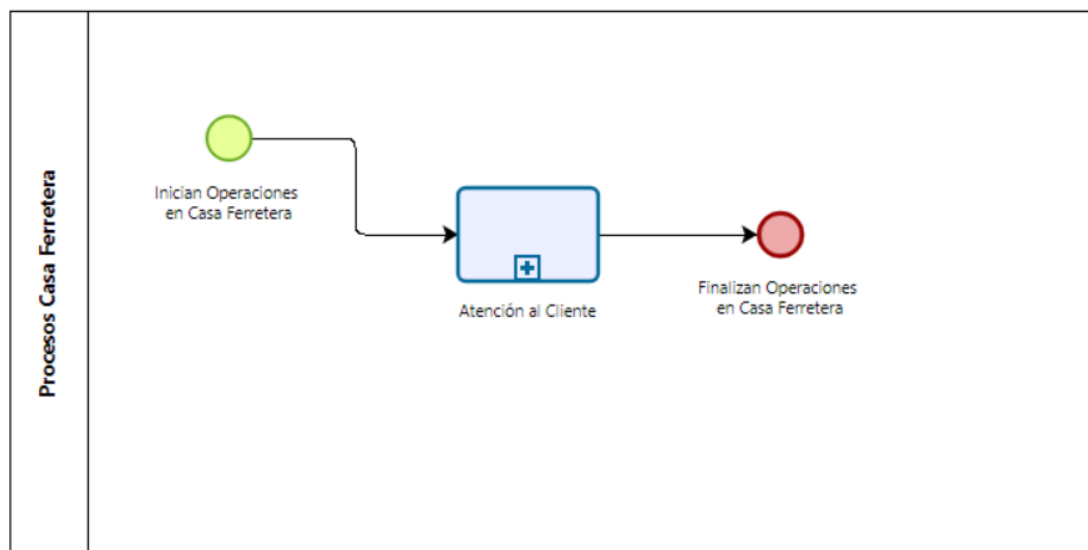 Procesos Casa Ferretera
Inician Operaciones
en Casa Ferretera
Atención al Cliente
Finalizan Operaciones
en Casa Ferretera